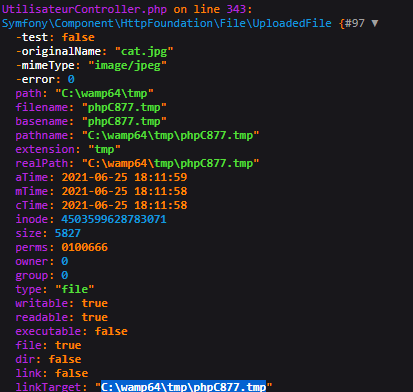 UtilisateurController.php on line 343:
Symfony\Component\HttpFoundation\File\UploadedFile {#97 ▼
-test: false
-originalName: "cat.jpg"
-mimeType: "image/jpeg"
-error: 0
path: "C:\wamp64\tmp"
filename: "phpC877.tmp"
basename: "phpC877.tmp"
pathname: "C:\wamp64\tmp\phpC877.tmp"
extension: "tmp"
realPath: "C:\wamp64\tmp\phpC877.tmp"
aTime: 2021-06-25 18:11:59
mTime: 2021-06-25 18:11:58
cTime: 2021-06-25 18:11:58
inode: 4503599628783071
size: 5827
perms: 0100666
owner: 0
group: 0
type: "file"
writable: true
readable: true
executable: false
file: true
dir: false
link: false
linkTarget: "C:\wamp64\tmp\phpC877.tmp"